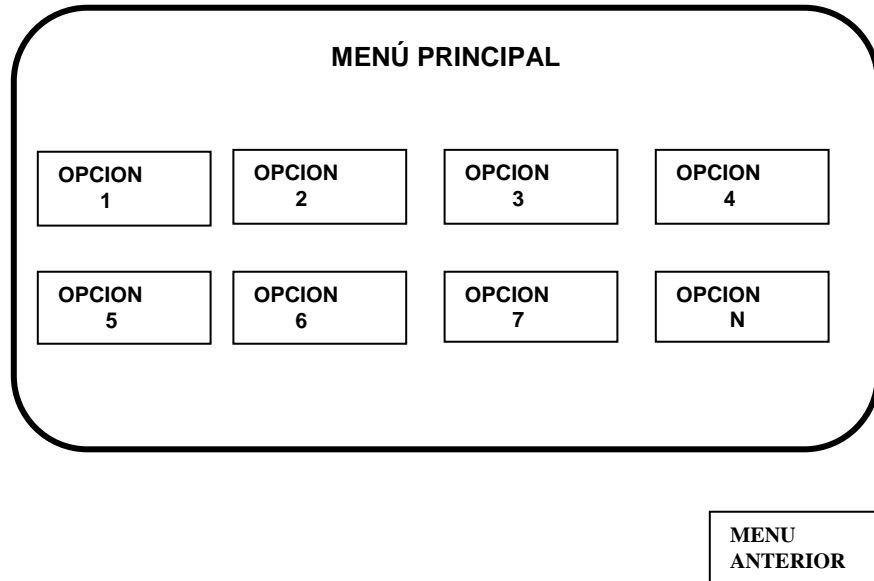 MENÚ PRINCIPAL
OPCION
1
OPCION
2
OPCION
3
OPCION
4
OPCION
5
OPCION
6
OPCION
7
OPCION
N
MENU
ANTERIOR